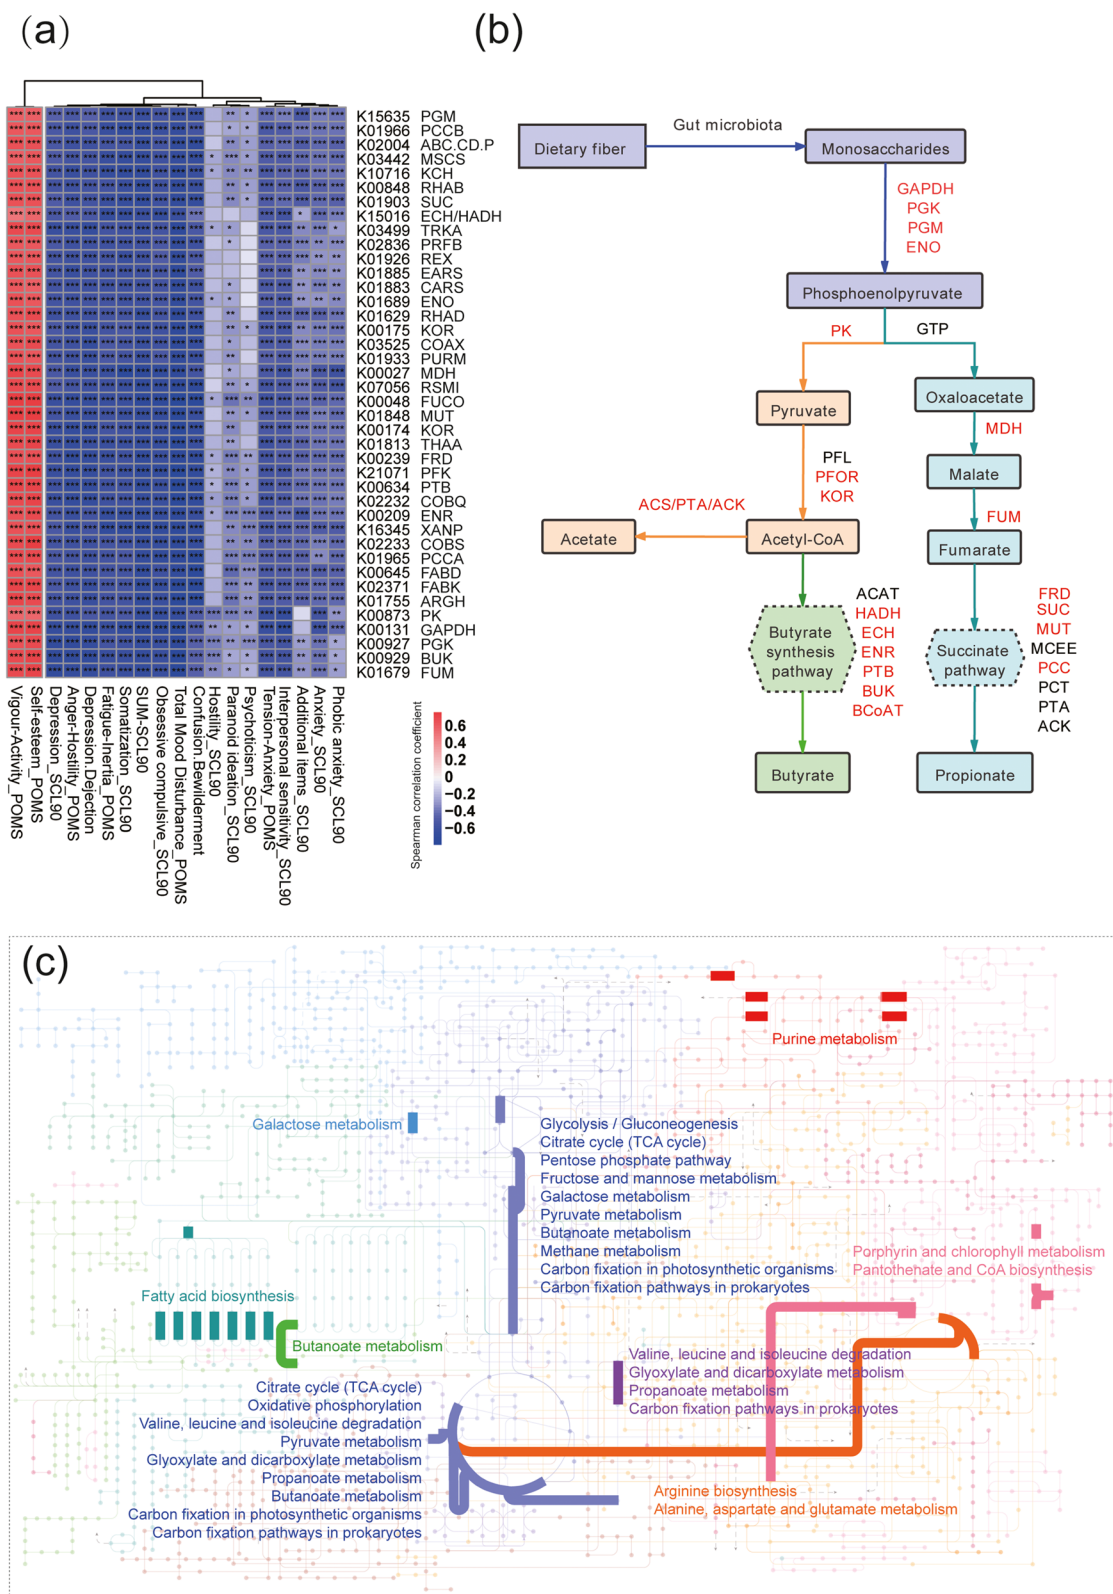 (a)
K15635 PGM
K01966 PCCB
K02004 ABC.CD.P
K03442 MSCS
K10716 KCH
K00848 RHAB
K01903 SUC
K15016 ECH/HADH
K03499 TRKA
K02836 PRFB
K01926 REX
K01885 EARS
K01883 CARS
K01689 ENO
K01629 RHAD
K00175 KOR
K03525 COAX
K01933 PURM
K00027 MDH
K07056 RSMI
K00048 FUCO
K01848 MUT
K00174 KOR
K01813 THAA
K00239 FRD
K21071 PFK
K00634 PTB
K02232 COBQ
K00209 ENR
K16345 XANP
K02233 COBS
K01965 PCCA
K00645 FABD
K02371 FABK
K01755 ARGH
K00873 PK
K00131 GAPDH
K00927 PGK
K00929 BUK
K01679 FUM
Vigour-Activity_POMS
Self-esteem_POMS
Depression_SCL90
Anger-Hostility_POMS
Depression.Dejection
Fatigue-Inertia_POMS
Somatization_SCL90
SUM-SCL90
Obsessive compulsive_SCL90
Total Mood Disturbance_POMS
Confusion.Bewilderment
Hostility_SCL90
Paranoid ideation_SCL90
Psychoticism_SCL90
Tension-Anxiety_POMS
Interpersonal sensitivity_SCL90
Additional items_SCL90
Anxiety_SCL90
Phobic anxiety_SCL90
Spearman correlation coefficient
0.6
0.4
0.2
0
−0.2
−0.4
−0.6
(b)
Dietary fiber
Gut microbiota
Monosaccharides
GAPDH
PGK
PGM
ENO
Phosphoenolpyruvate
PK
GTP
Pyruvate
Oxaloacetate
MDH
PFL
PFOR
KOR
Malate
FUM
ACS/PTA/ACK
Acetate
Acetyl-CoA
Fumarate
ACAT
HADH
ECH
ENR
PTB
BUK
BCoAT
Butyrate
synthesis
pathway
FRD
SUC
MUT
MCEE
PCC
PCT
PTA
ACK
Succinate
pathway
Butyrate
Propionate
(c)
Purine metabolism
Galactose metabolism
Glycolysis / Gluconeogenesis
Citrate cycle (TCA cycle)
Pentose phosphate pathway
Fructose and mannose metabolism
Galactose metabolism
Pyruvate metabolism
Butanoate metabolism
Methane metabolism
Carbon fixation in photosynthetic organisms
Carbon fixation pathways in prokaryotes
Porphyrin and chlorophyll metabolism
Pantothenate and CoA biosynthesis
Fatty acid biosynthesis
Butanoate metabolism
Valine, leucine and isoleucine degradation
Glyoxylate and dicarboxylate metabolism
Propanoate metabolism
Carbon fixation pathways in prokaryotes
Citrate cycle (TCA cycle)
Oxidative phosphorylation
Valine, leucine and isoleucine degradation
Pyruvate metabolism
Glyoxylate and dicarboxylate metabolism
Propanoate metabolism
Butanoate metabolism
Carbon fixation in photosynthetic organisms
Carbon fixation pathways in prokaryotes
Arginine biosynthesis
Alanine, aspartate and glutamate metabolism